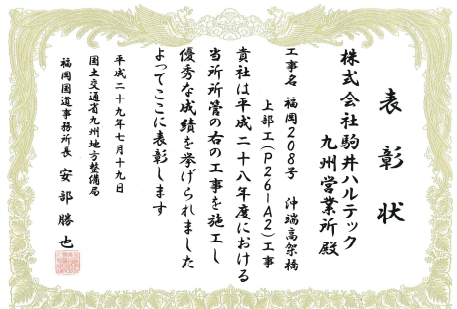 表彰状
株式会社駒井ハルテック
九州営業所 殿
工事名 福岡208号 沖端高架橋
上部工(P26-A2)工事
貴社は平成二十八年度における
当所所管の右の工事を施工し
優秀な成績を挙げられました
よってここに表彰します
平成二十九年七月十九日
国土交通省九州地方整備局
福岡国道事務所長 安部勝也